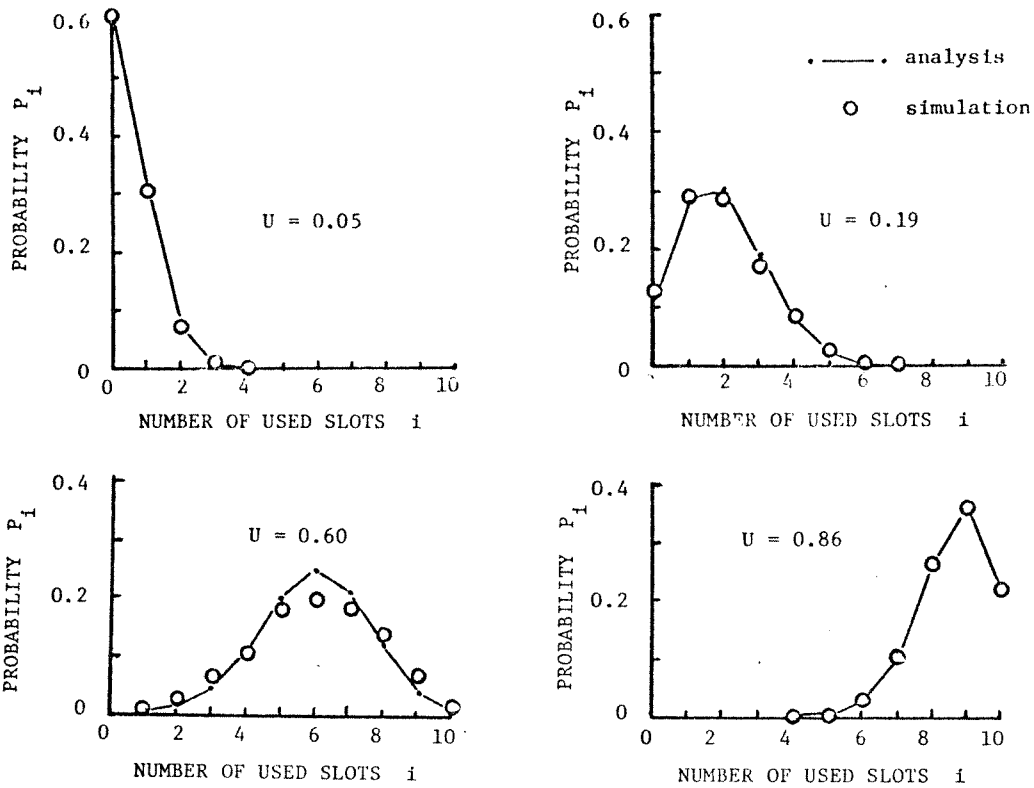 0.6
0.4
0.2
0
PROBABILITY Pi
U = 0.05
0 2 4 6 8 10
NUMBER OF USED SLOTS i
0.6
0.4
0.2
0
PROBABILITY Pi
analysis
simulation
U = 0.19
2 4 6 8 10
NUMBER OF USED SLOTS i
0.4
0.2
0
PROBABILITY Pi
U = 0.60
0 2 4 6 8 10
NUMBER OF USED SLOTS i
0.4
0.2
0
PROBABILITY Pi
U = 0.86
0 2 4 6 8 10
NUMBER OF USED SLOTS i